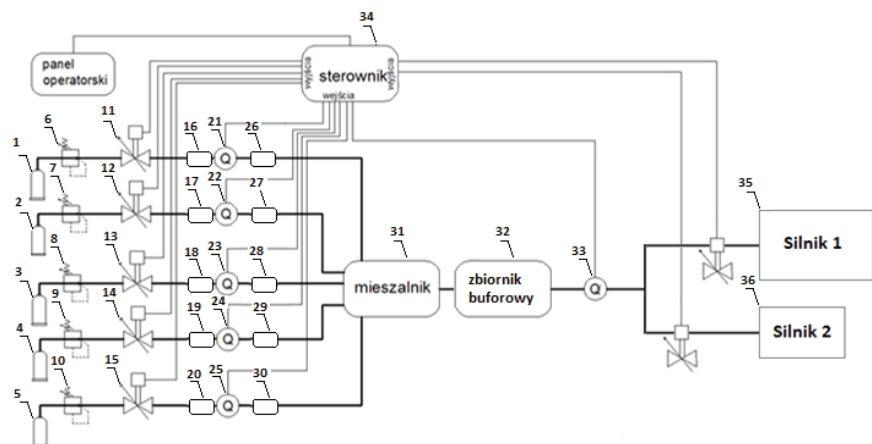 34
panel
operatorski
wyjścia
sterownik
wyjścia
wejścia
6
11
16
21
26
1
Q
7
12
17
22
27
35
2
Q
Silnik 1
8
13
18
23
28
31
32
33
3
Q
mieszalnik
zbiornik
buforowy
Q
9
14
19
24
29
36
4
Q
Silnik 2
10
15
20
25
30
5
Q